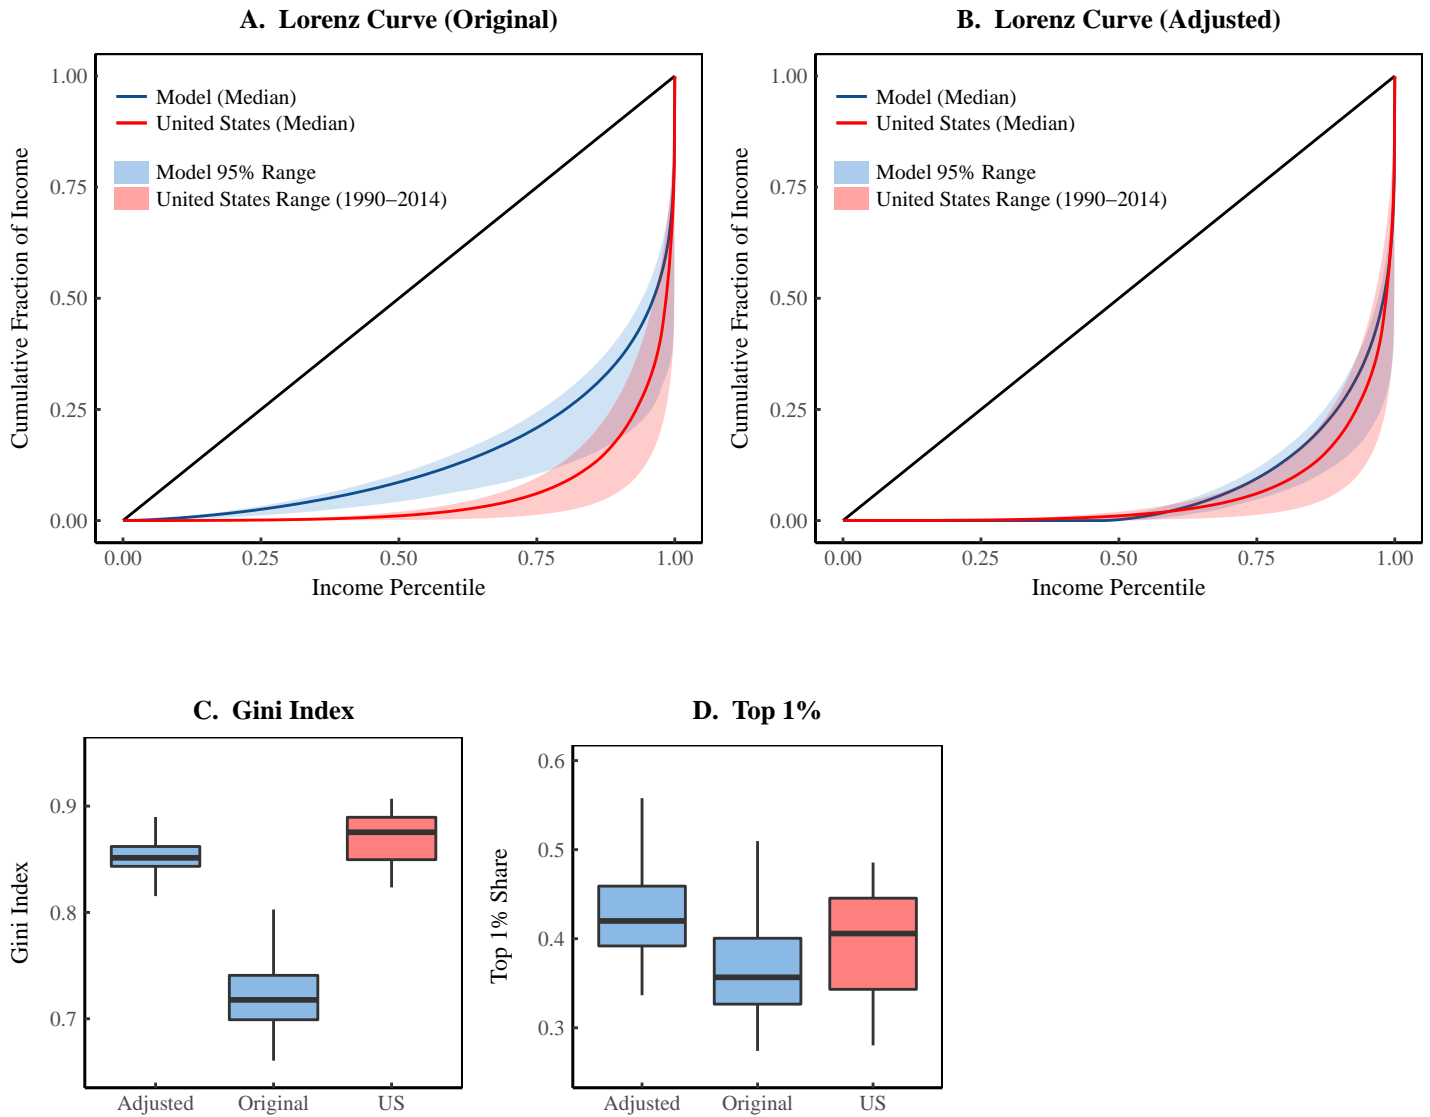 A. Lorenz Curve (Original)
1.00
0.75
0.50
0.25
0.00
Cumulative Fraction of Income
Model (Median)
United States (Median)
Model 95% Range
United States Range (1990–2014)
0.00 0.25 0.50 0.75 1.00
Income Percentile
B. Lorenz Curve (Adjusted)
1.00
0.75
0.50
0.25
0.00
Cumulative Fraction of Income
Model (Median)
United States (Median)
Model 95% Range
United States Range (1990–2014)
0.00 0.25 0.50 0.75 1.00
Income Percentile
C. Gini Index
0.9
0.8
0.7
Gini Index
Adjusted Original US
D. Top 1%
0.6
0.5
0.4
0.3
Top 1% Share
Adjusted Original US